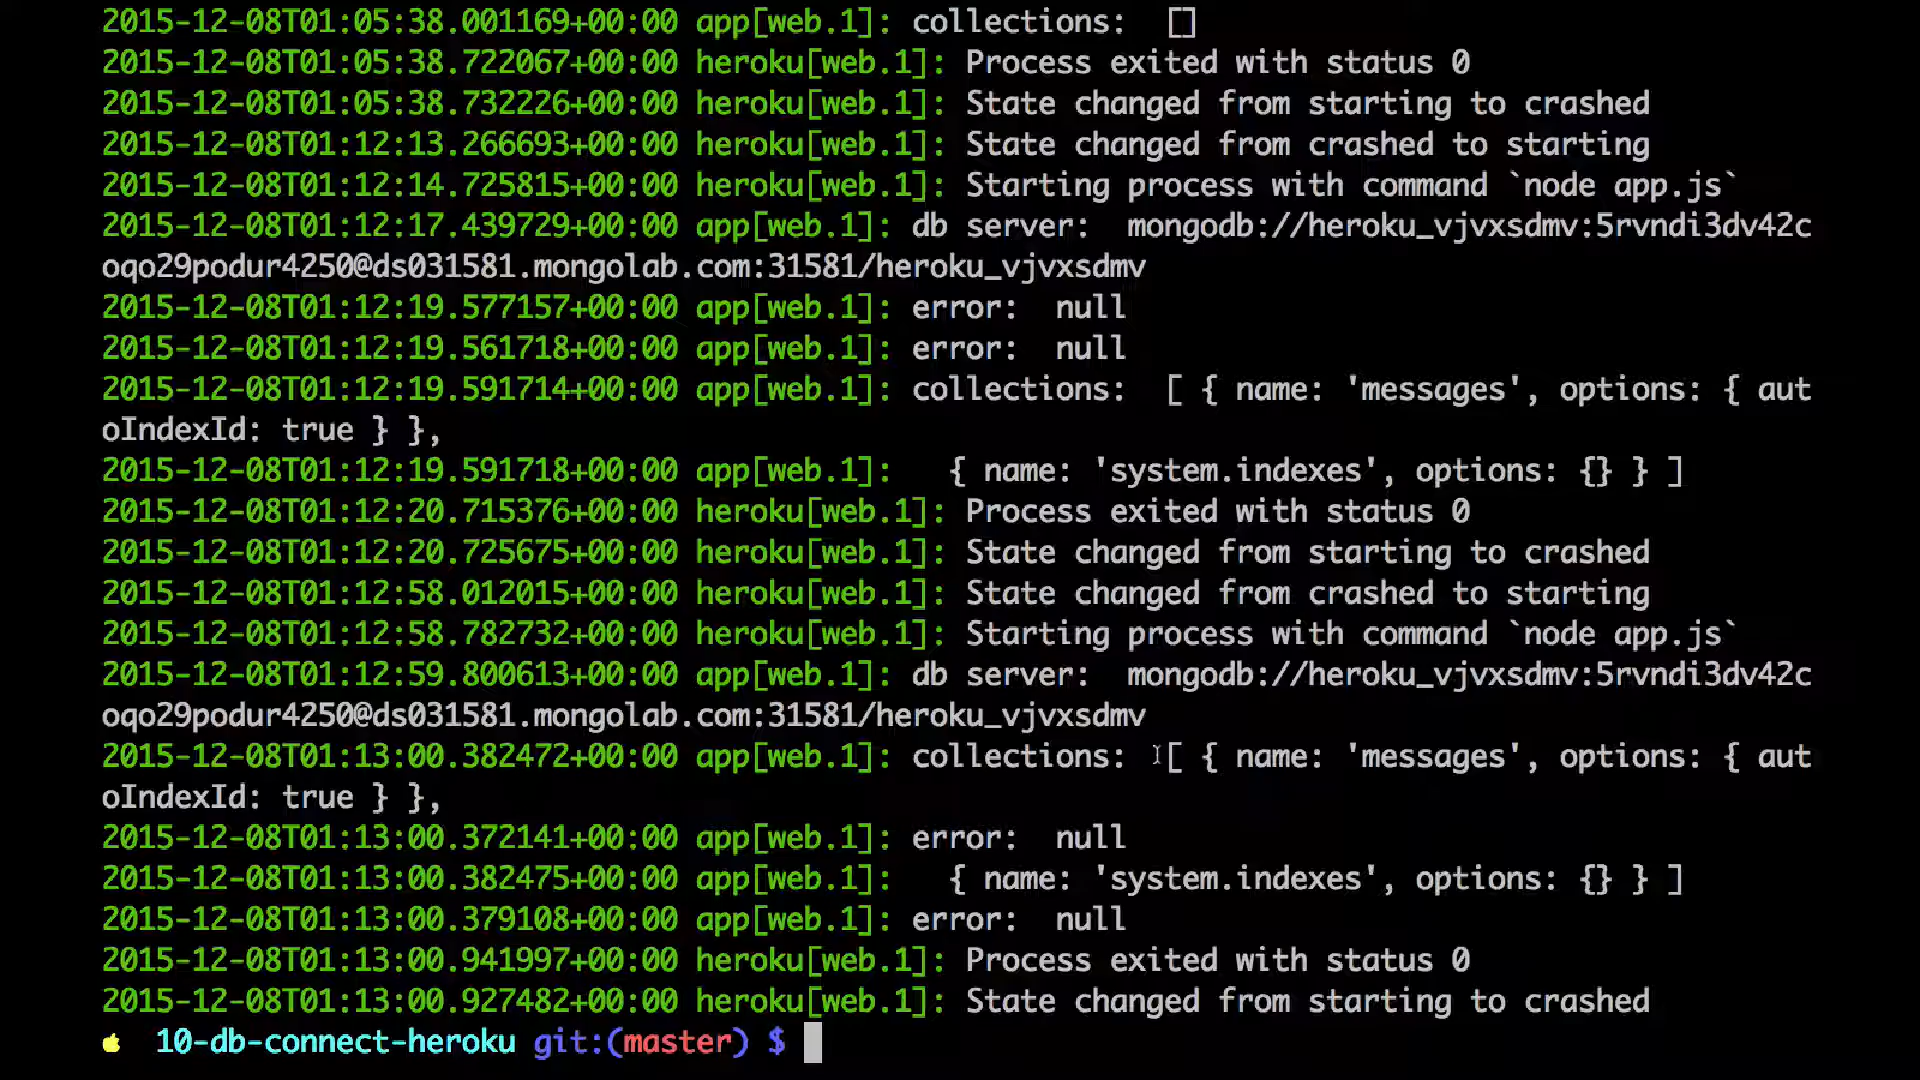 2015-12-08T01:05:38.001169+00:00 app[web.1]: collections:  []
2015-12-08T01:05:38.722067+00:00 heroku[web.1]: Process exited with status 0
2015-12-08T01:05:38.732226+00:00 heroku[web.1]: State changed from starting to crashed
2015-12-08T01:12:13.266693+00:00 heroku[web.1]: State changed from crashed to starting
2015-12-08T01:12:14.725815+00:00 heroku[web.1]: Starting process with command `node app.js`
2015-12-08T01:12:17.439729+00:00 app[web.1]: db server:  mongodb://heroku_vjvxsdmv:5rvndi3dv42c
oqo29podur4250@ds031581.mongolab.com:31581/heroku_vjvxsdmv
2015-12-08T01:12:19.577157+00:00 app[web.1]: error:  null
2015-12-08T01:12:19.561718+00:00 app[web.1]: error:  null
2015-12-08T01:12:19.591714+00:00 app[web.1]: collections:  [ { name: 'messages', options: { aut
oIndexId: true } },
2015-12-08T01:12:19.591718+00:00 app[web.1]:   { name: 'system.indexes', options: {} } ]
2015-12-08T01:12:20.715376+00:00 heroku[web.1]: Process exited with status 0
2015-12-08T01:12:20.725675+00:00 heroku[web.1]: State changed from starting to crashed
2015-12-08T01:12:58.012015+00:00 heroku[web.1]: State changed from crashed to starting
2015-12-08T01:12:58.782732+00:00 heroku[web.1]: Starting process with command `node app.js`
2015-12-08T01:12:59.800613+00:00 app[web.1]: db server:  mongodb://heroku_vjvxsdmv:5rvndi3dv42c
oqo29podur4250@ds031581.mongolab.com:31581/heroku_vjvxsdmv
2015-12-08T01:13:00.382472+00:00 app[web.1]: collections:  [ { name: 'messages', options: { aut
oIndexId: true } },
2015-12-08T01:13:00.372141+00:00 app[web.1]: error:  null
2015-12-08T01:13:00.382475+00:00 app[web.1]:   { name: 'system.indexes', options: {} } ]
2015-12-08T01:13:00.379108+00:00 app[web.1]: error:  null
2015-12-08T01:13:00.941997+00:00 heroku[web.1]: Process exited with status 0
2015-12-08T01:13:00.927482+00:00 heroku[web.1]: State changed from starting to crashed
10-db-connect-heroku git:(master) $